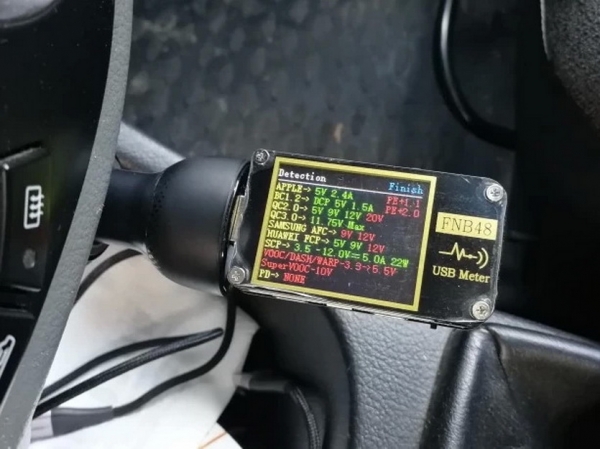 Detection Finish
APPLE-> 5V 2.4A PE+1.1
BC1.2-> DCP 5V 1.5A PE+2.0
QC2.0-> 5V 9V 12V 20V
QC3.0-> 11.75V Max
SAMSUNG AFC-> 9V 12V
HUAWEI FCP-> 5V 9V 12V
SCP-> 3.5 -12.0V=5.0A 22W
VOOC/DASH/WARP-3.3->5.5V
SuperVOOC-10V
PD-> NONE
FNB48
USB Meter